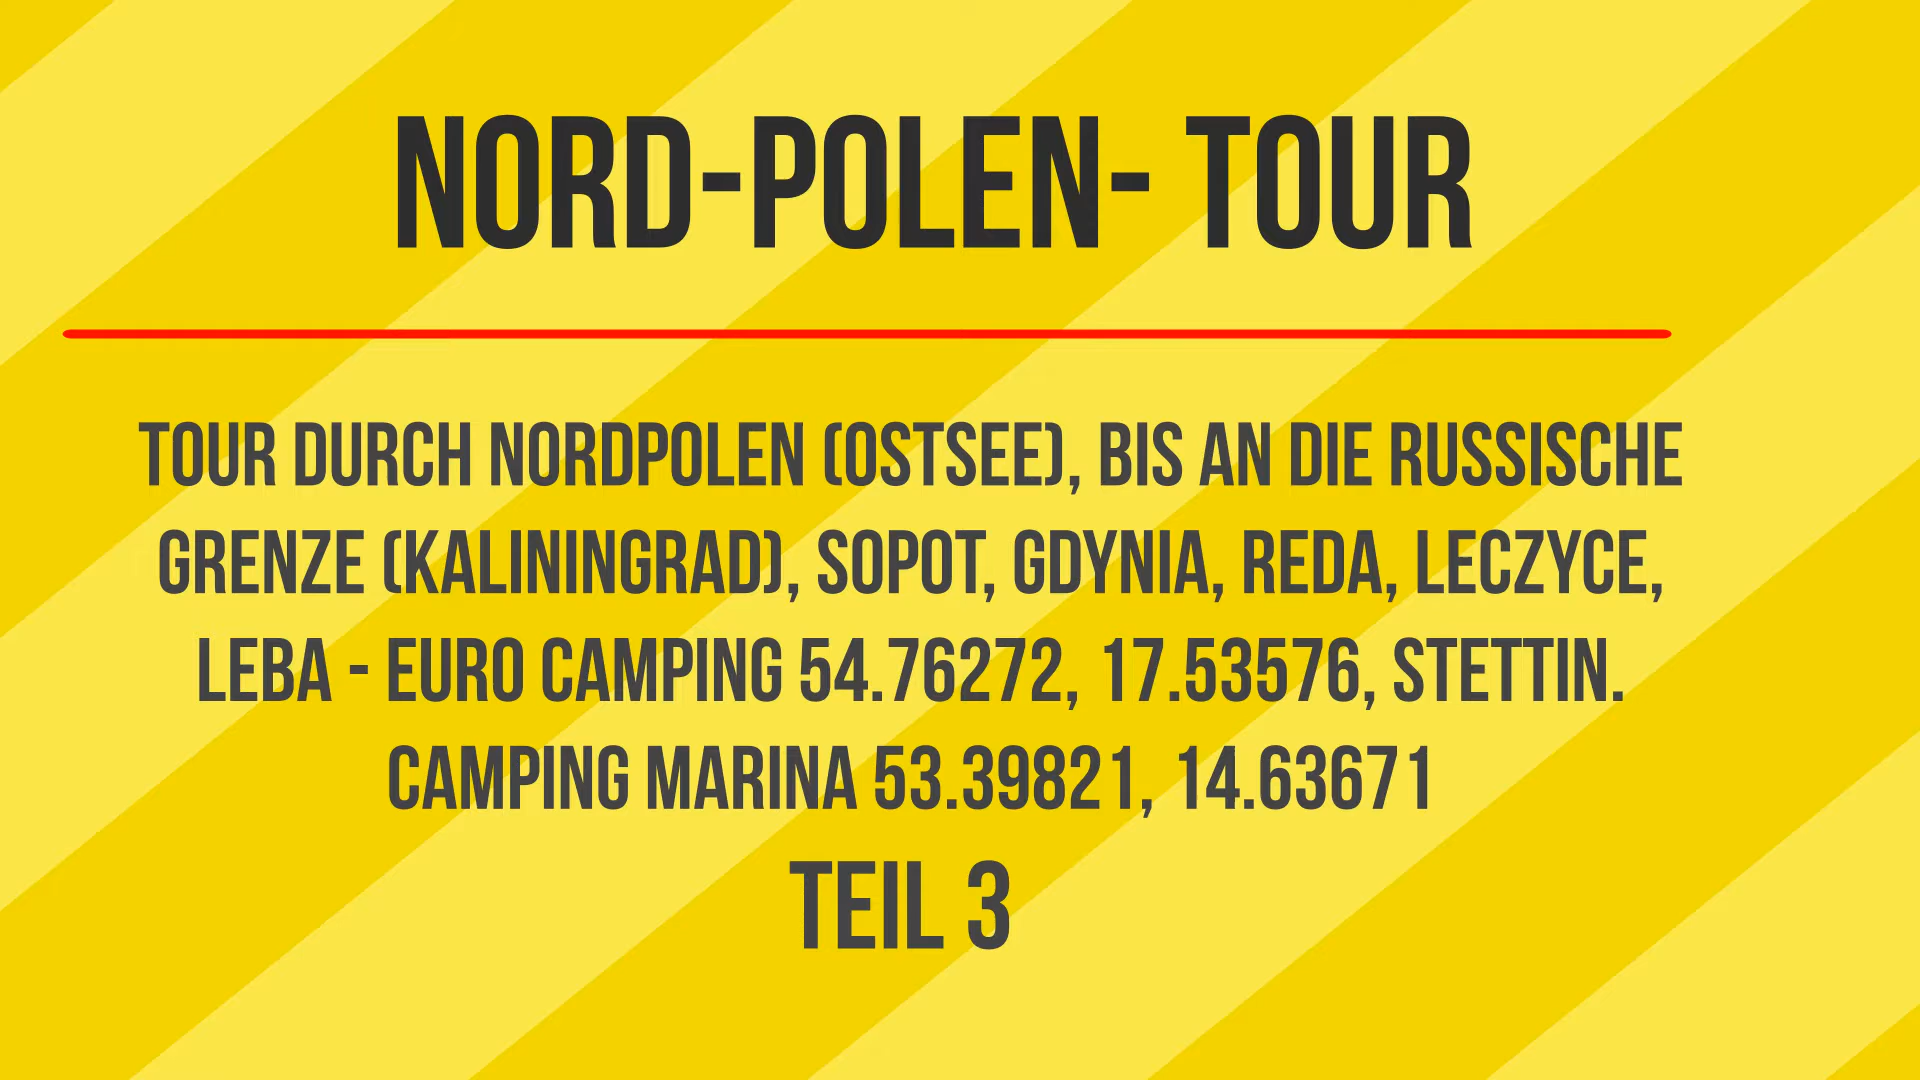 NORD-POLEN- TOUR
TOUR DURCH NORDPOLEN (OSTSEE), BIS AN DIE RUSSISCHE
GRENZE (KALININGRAD), SOPOT, GDYNIA, REDA, LECZYCE,
LEBA - EURO CAMPING 54.76272, 17.53576, STETTIN.
CAMPING MARINA 53.39821, 14.63671
TEIL 3